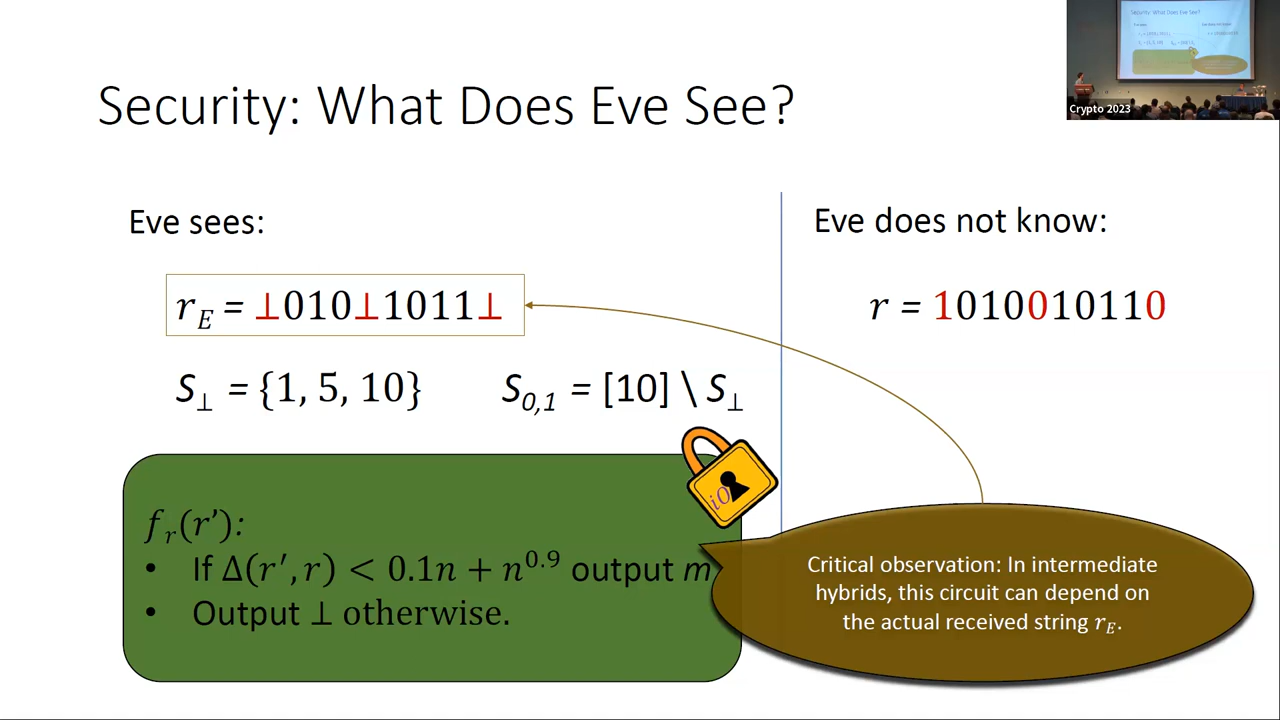 Security: What Does Eve See?
Crypto 2023
Eve sees:
Eve does not know:
r_E = ⊥010⊥1011⊥
r = 1010010110
S_⊥ = {1, 5, 10}
S_{0,1} = [10] \ S_⊥
iO
f_r(r’):
• If Δ(r′, r) < 0.1n + n^{0.9} output m
• Output ⊥ otherwise.
Critical observation: In intermediate
hybrids, this circuit can depend on
the actual received string r_E.